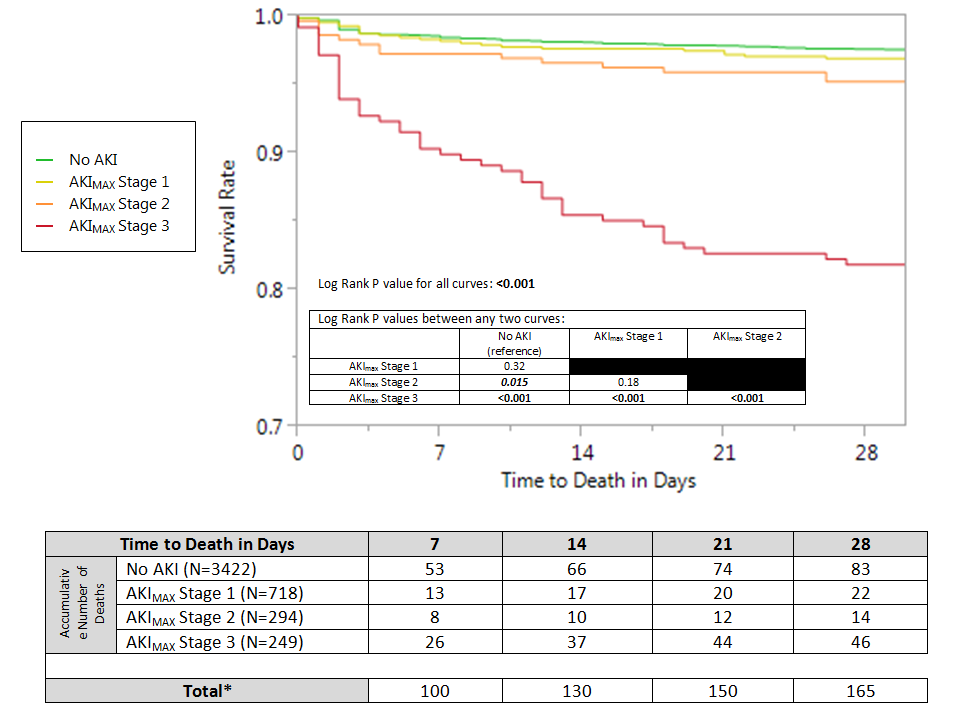 1.0
0.9
0.8
0.7
Survival Rate
No AKI
AKIMAX Stage 1
AKIMAX Stage 2
AKIMAX Stage 3
Log Rank P value for all curves: <0.001
Log Rank P values between any two curves:
No AKI (reference) AKImax Stage 1 AKImax Stage 2
AKImax Stage 1 0.32
AKImax Stage 2 0.015 0.18
AKImax Stage 3 <0.001 <0.001 <0.001
0 7 14 21 28
Time to Death in Days
Time to Death in Days 7 14 21 28
Accumulativ
e Number of
Deaths
No AKI (N=3422) 53 66 74 83
AKIMAX Stage 1 (N=718) 13 17 20 22
AKIMAX Stage 2 (N=294) 8 10 12 14
AKIMAX Stage 3 (N=249) 26 37 44 46
Total* 100 130 150 165